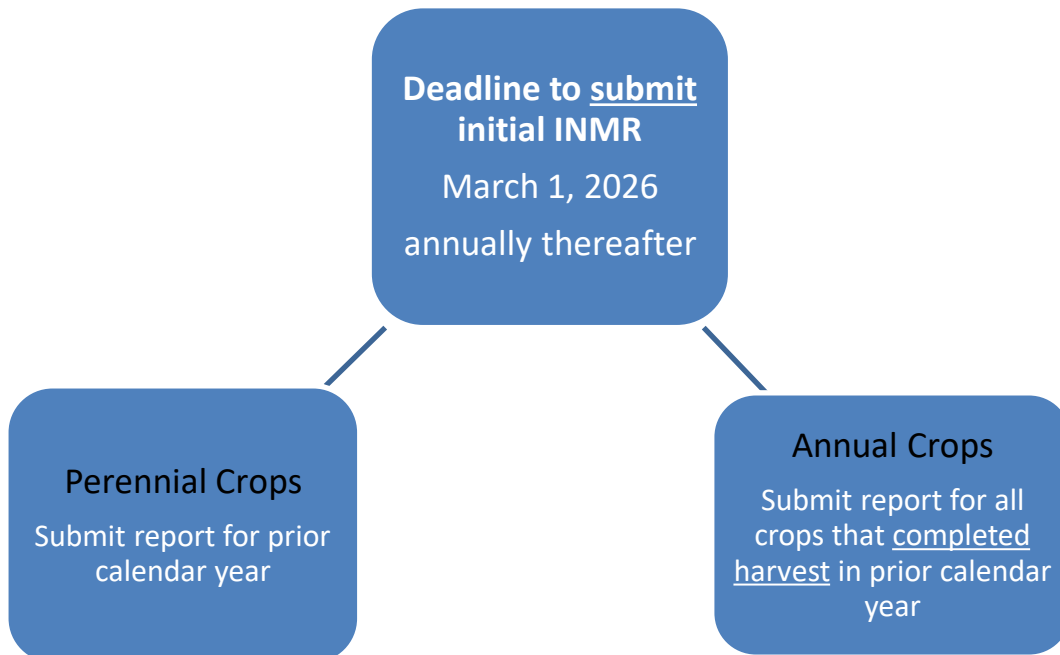 Deadline to submit
initial INMR
March 1, 2026
annually thereafter
Perennial Crops
Submit report for prior
calendar year
Annual Crops
Submit report for all
crops that completed
harvest in prior calendar
year